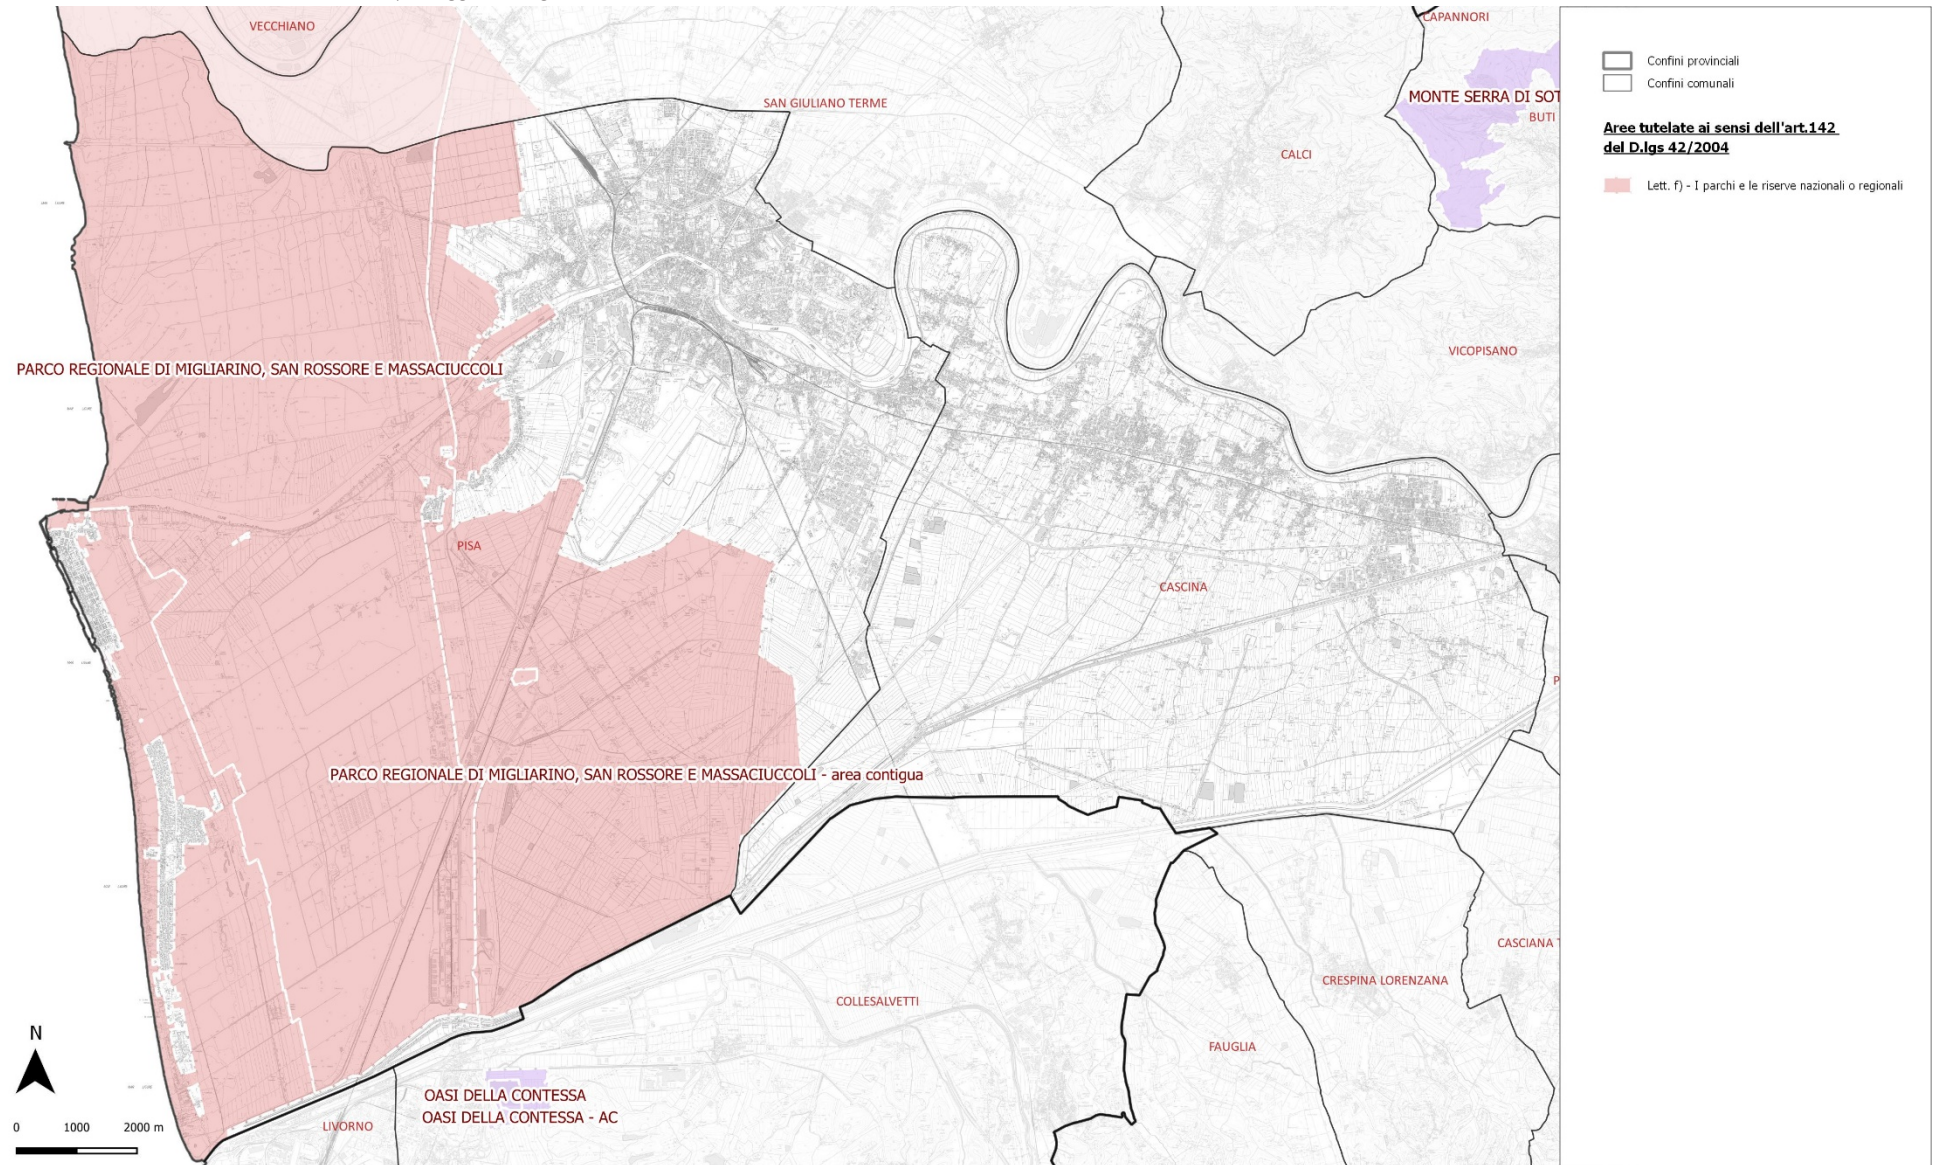 VECCHIANO
CAPANNORI
SAN GIULIANO TERME
MONTE SERRA DI SOT
BUTI
CALCI
VICOPISANO
PARCO REGIONALE DI MIGLIARINO, SAN ROSSORE E MASSACIUCCOLI
PISA
CASCINA
P
PARCO REGIONALE DI MIGLIARINO, SAN ROSSORE E MASSACIUCCOLI - area contigua
CASCIANA T
CRESPINA LORENZANA
COLLESALVETTI
FAUGLIA
OASI DELLA CONTESSA
OASI DELLA CONTESSA - AC
LIVORNO
N
0 1000 2000 m
Confini provinciali
Confini comunali
Aree tutelate ai sensi dell'art.142
del D.lgs 42/2004
Lett. f) - I parchi e le riserve nazionali o regionali